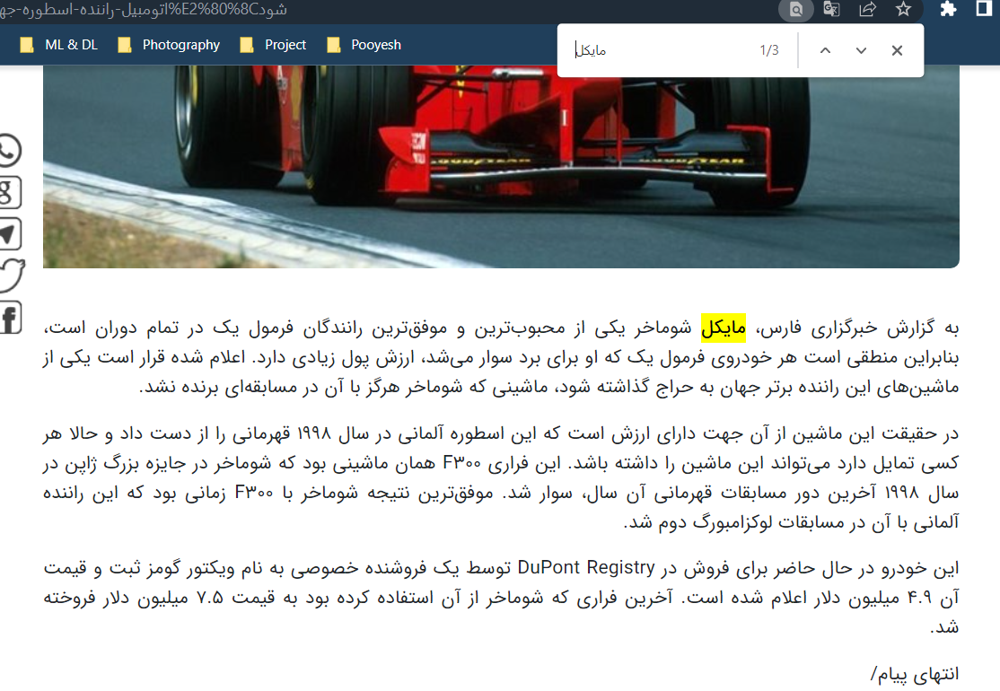 اتومبیل-راننده-اسطوره-جه%E2%80%8Cشود
ML & DL
Photography
Project
Pooyesh
مایکل
1/3
GOODYEAR
به گزارش خبرگزاری فارس، مایکل شوماخر یکی از محبوب‌ترین و موفق‌ترین رانندگان فرمول یک در تمام دوران است،
بنابراین منطقی است هر خودروی فرمول یک که او برای برد سوار می‌شد، ارزش پول زیادی دارد. اعلام شده قرار است یکی از
ماشین‌های این راننده برتر جهان به حراج گذاشته شود، ماشینی که شوماخر هرگز با آن در مسابقه‌ای برنده نشد.
در حقیقت این ماشین از آن جهت دارای ارزش است که این اسطوره آلمانی در سال ۱۹۹۸ قهرمانی را از دست داد و حالا هر
کسی تمایل دارد می‌تواند این ماشین را داشته باشد. این فراری F۳۰۰ همان ماشینی بود که شوماخر در جایزه بزرگ ژاپن در
سال ۱۹۹۸ آخرین دور مسابقات قهرمانی آن سال، سوار شد. موفق‌ترین نتیجه شوماخر با F۳۰۰ زمانی بود که این راننده
آلمانی با آن در مسابقات لوکزامبورگ دوم شد.
این خودرو در حال حاضر برای فروش در DuPont Registry توسط یک فروشنده خصوصی به نام ویکتور گومز ثبت و قیمت
آن ۴.۹ میلیون دلار اعلام شده است. آخرین فراری که شوماخر از آن استفاده کرده بود به قیمت ۷.۵ میلیون دلار فروخته
شد.
انتهای پیام/